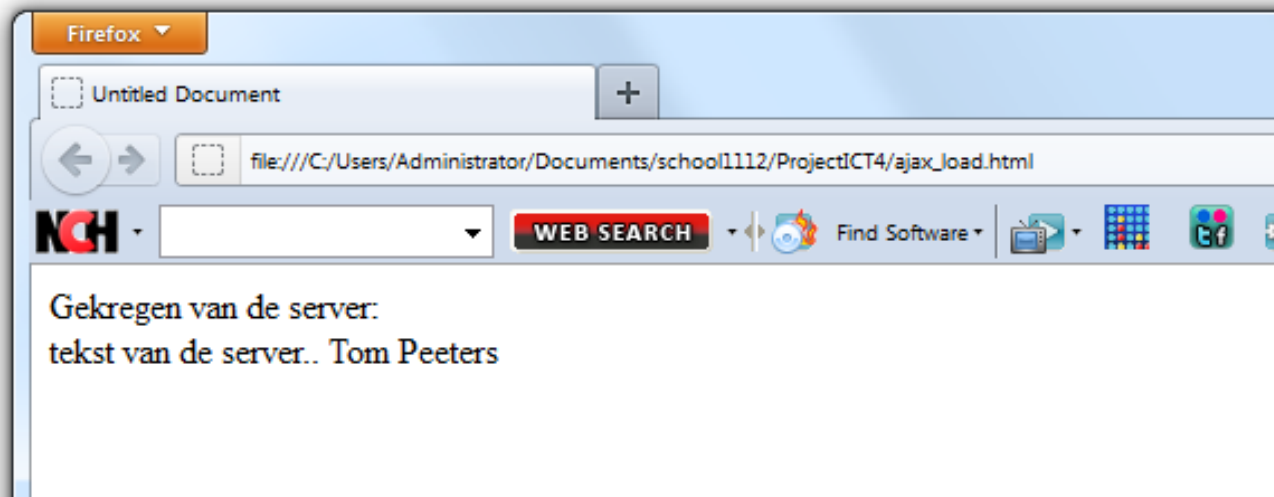 Firefox
Untitled Document
file:///C:/Users/Administrator/Documents/school1112/ProjectICT4/ajax_load.html
NCH WEB SEARCH Find Software
Gekregen van de server:
tekst van de server.. Tom Peeters